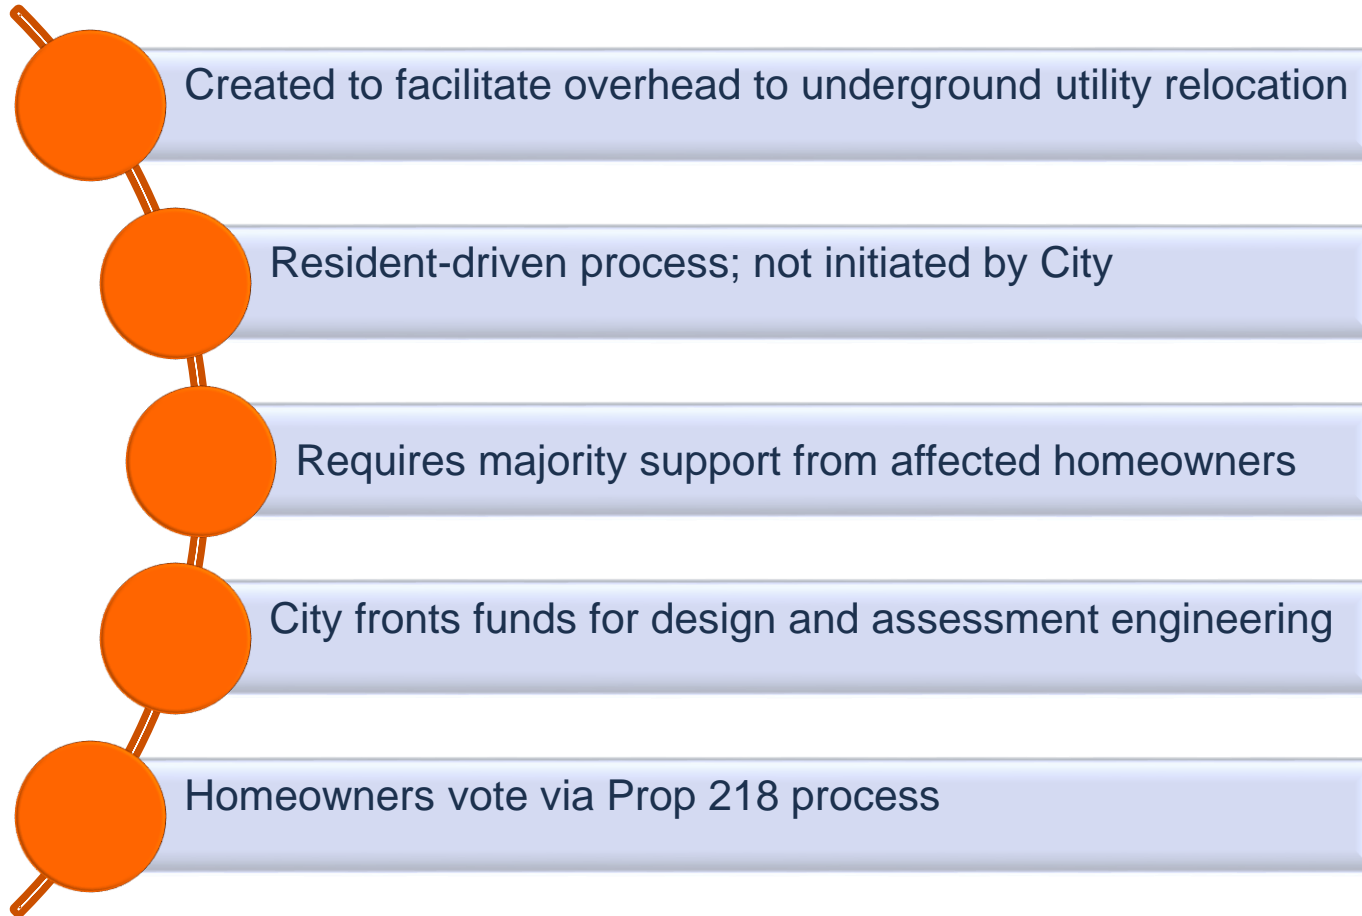 Created to facilitate overhead to underground utility relocation
Resident-driven process; not initiated by City
Requires majority support from affected homeowners
City fronts funds for design and assessment engineering
Homeowners vote via Prop 218 process